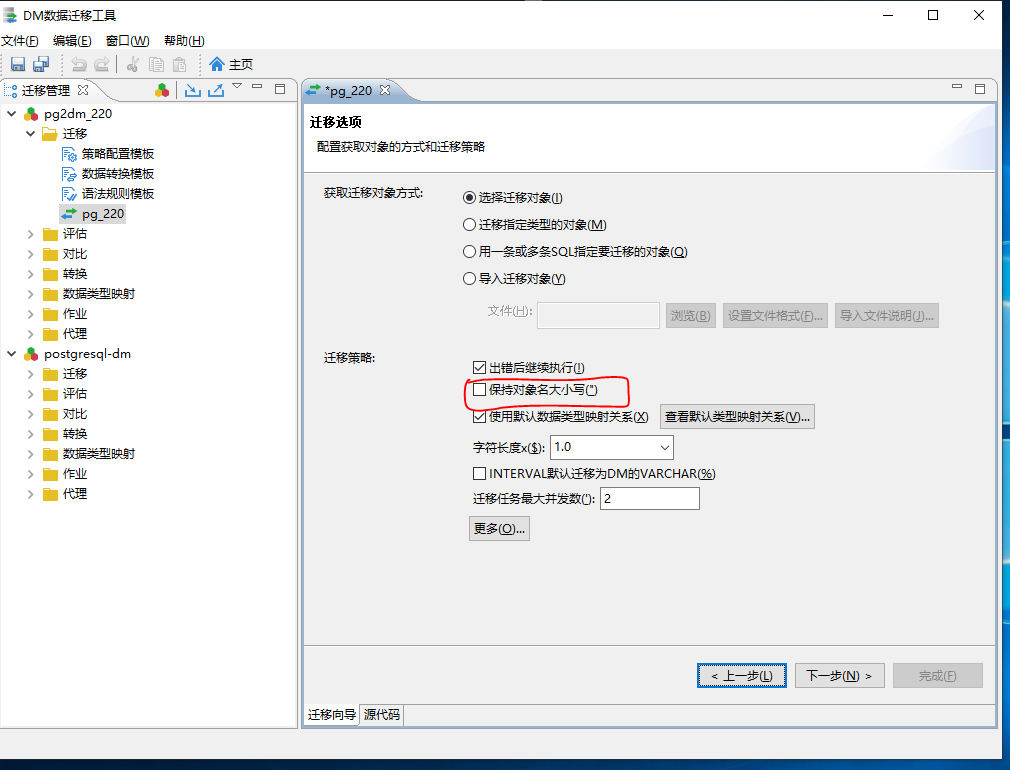 DM数据迁移工具
文件(F) 编辑(E) 窗口(W) 帮助(H)
主页
迁移管理
pg2dm_220
迁移
策略配置模板
数据转换模板
语法规则模板
pg_220
评估
对比
转换
数据类型映射
作业
代理
postgresql-dm
迁移
评估
对比
转换
数据类型映射
作业
代理
*pg_220
迁移选项
配置获取对象的方式和迁移策略
获取迁移对象方式:
选择迁移对象(I)
迁移指定类型的对象(M)
用一条或多条SQL指定要迁移的对象(Q)
导入迁移对象(Y)
文件(H): 浏览(B) 设置文件格式(F)... 导入文件说明(J)...
迁移策略:
出错后继续执行(!)
保持对象名大小写(")
使用默认数据类型映射关系(X) 查看默认类型映射关系(V)...
字符长度x($): 1.0
INTERVAL默认迁移为DM的VARCHAR(%)
迁移任务最大并发数('): 2
更多(O)...
< 上一步(L) 下一步(N) > 完成(F)
迁移向导 源代码